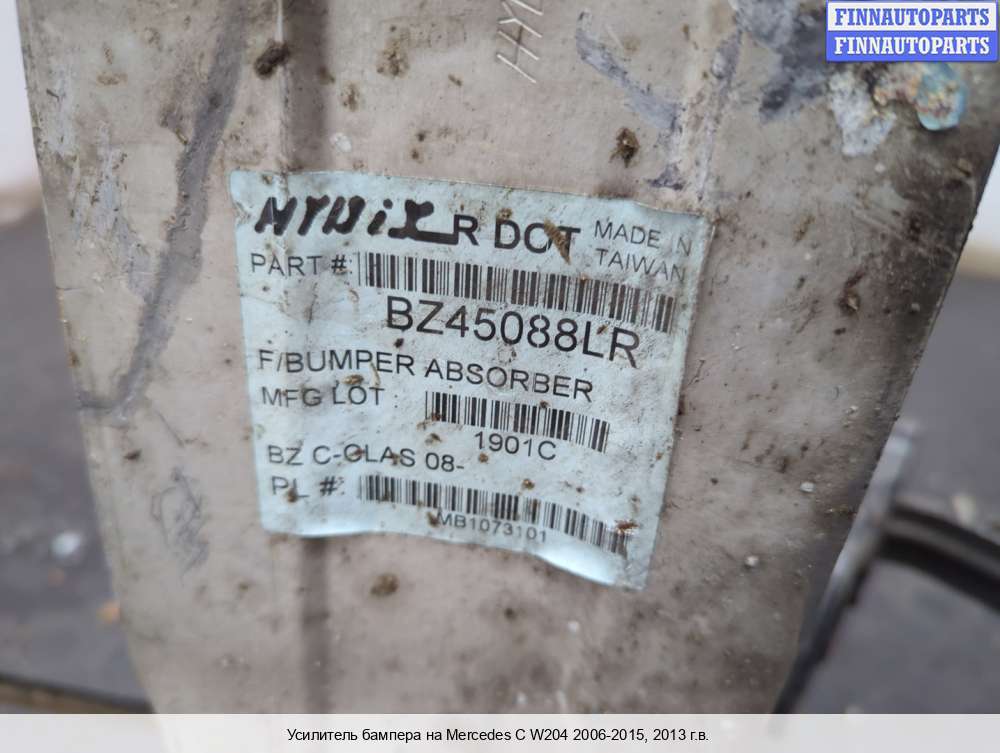 FINNAUTOPARTS
FINNAUTOPARTS
R DOT MADE IN
TAIWAN
PART #:
BZ45088LR
F/BUMPER ABSORBER
MFG LOT
1901C
BZ C-CLAS 08-
PL #:
MB1073101
Усилитель бампера на Mercedes C W204 2006-2015, 2013 г.в.